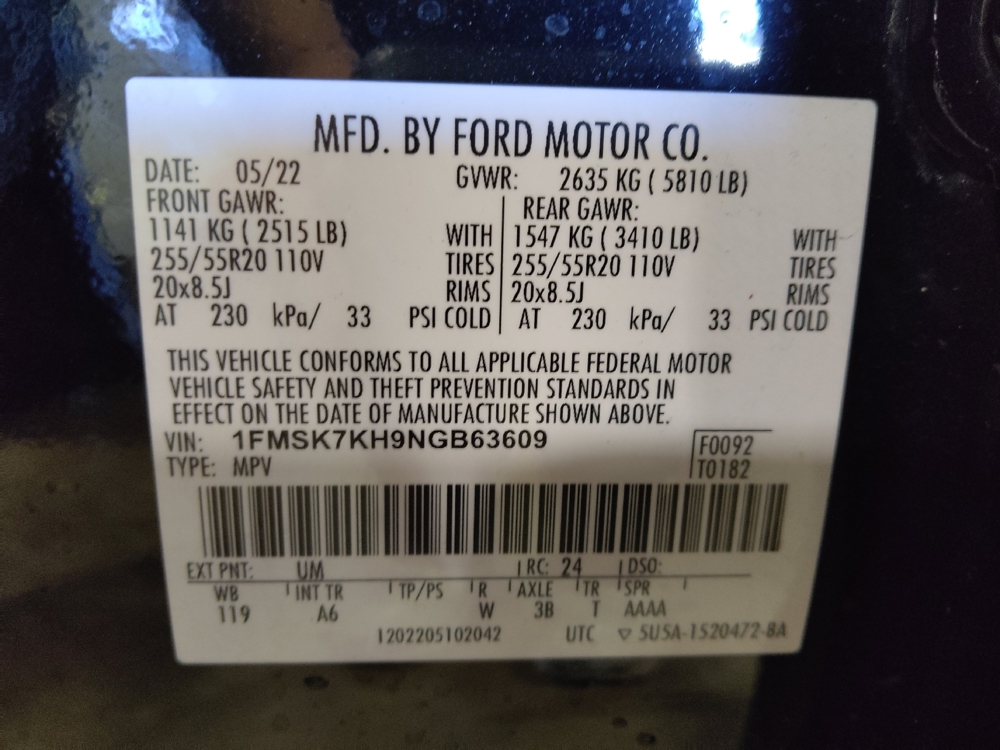 MFD. BY FORD MOTOR CO.
DATE: 05/22 GVWR: 2635 KG ( 5810 LB)
FRONT GAWR: REAR GAWR:
1141 KG ( 2515 LB) WITH 1547 KG ( 3410 LB) WITH
255/55R20 110V TIRES 255/55R20 110V TIRES
20x8.5J RIMS 20x8.5J RIMS
AT 230 kPa/ 33 PSI COLD AT 230 kPa/ 33 PSI COLD
THIS VEHICLE CONFORMS TO ALL APPLICABLE FEDERAL MOTOR
VEHICLE SAFETY AND THEFT PREVENTION STANDARDS IN
EFFECT ON THE DATE OF MANUFACTURE SHOWN ABOVE.
VIN: 1FMSK7KH9NGB63609 F0092
TYPE: MPV T0182
EXT PNT: UM RC: 24 DSO:
WB INT TR TP/PS R AXLE TR SPR
119 A6 W 3B T AAAA
1202205102042 UTC ▽ 5U5A-1520472-BA